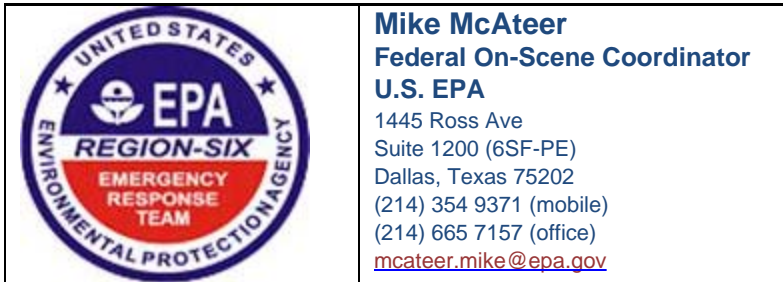 UNITED STATES
EPA
REGION-SIX
EMERGENCY
RESPONSE
TEAM
ENVIRONMENTAL PROTECTION AGENCY
Mike McAteer
Federal On-Scene Coordinator
U.S. EPA
1445 Ross Ave
Suite 1200 (6SF-PE)
Dallas, Texas 75202
(214) 354 9371 (mobile)
(214) 665 7157 (office)
mcateer.mike@epa.gov